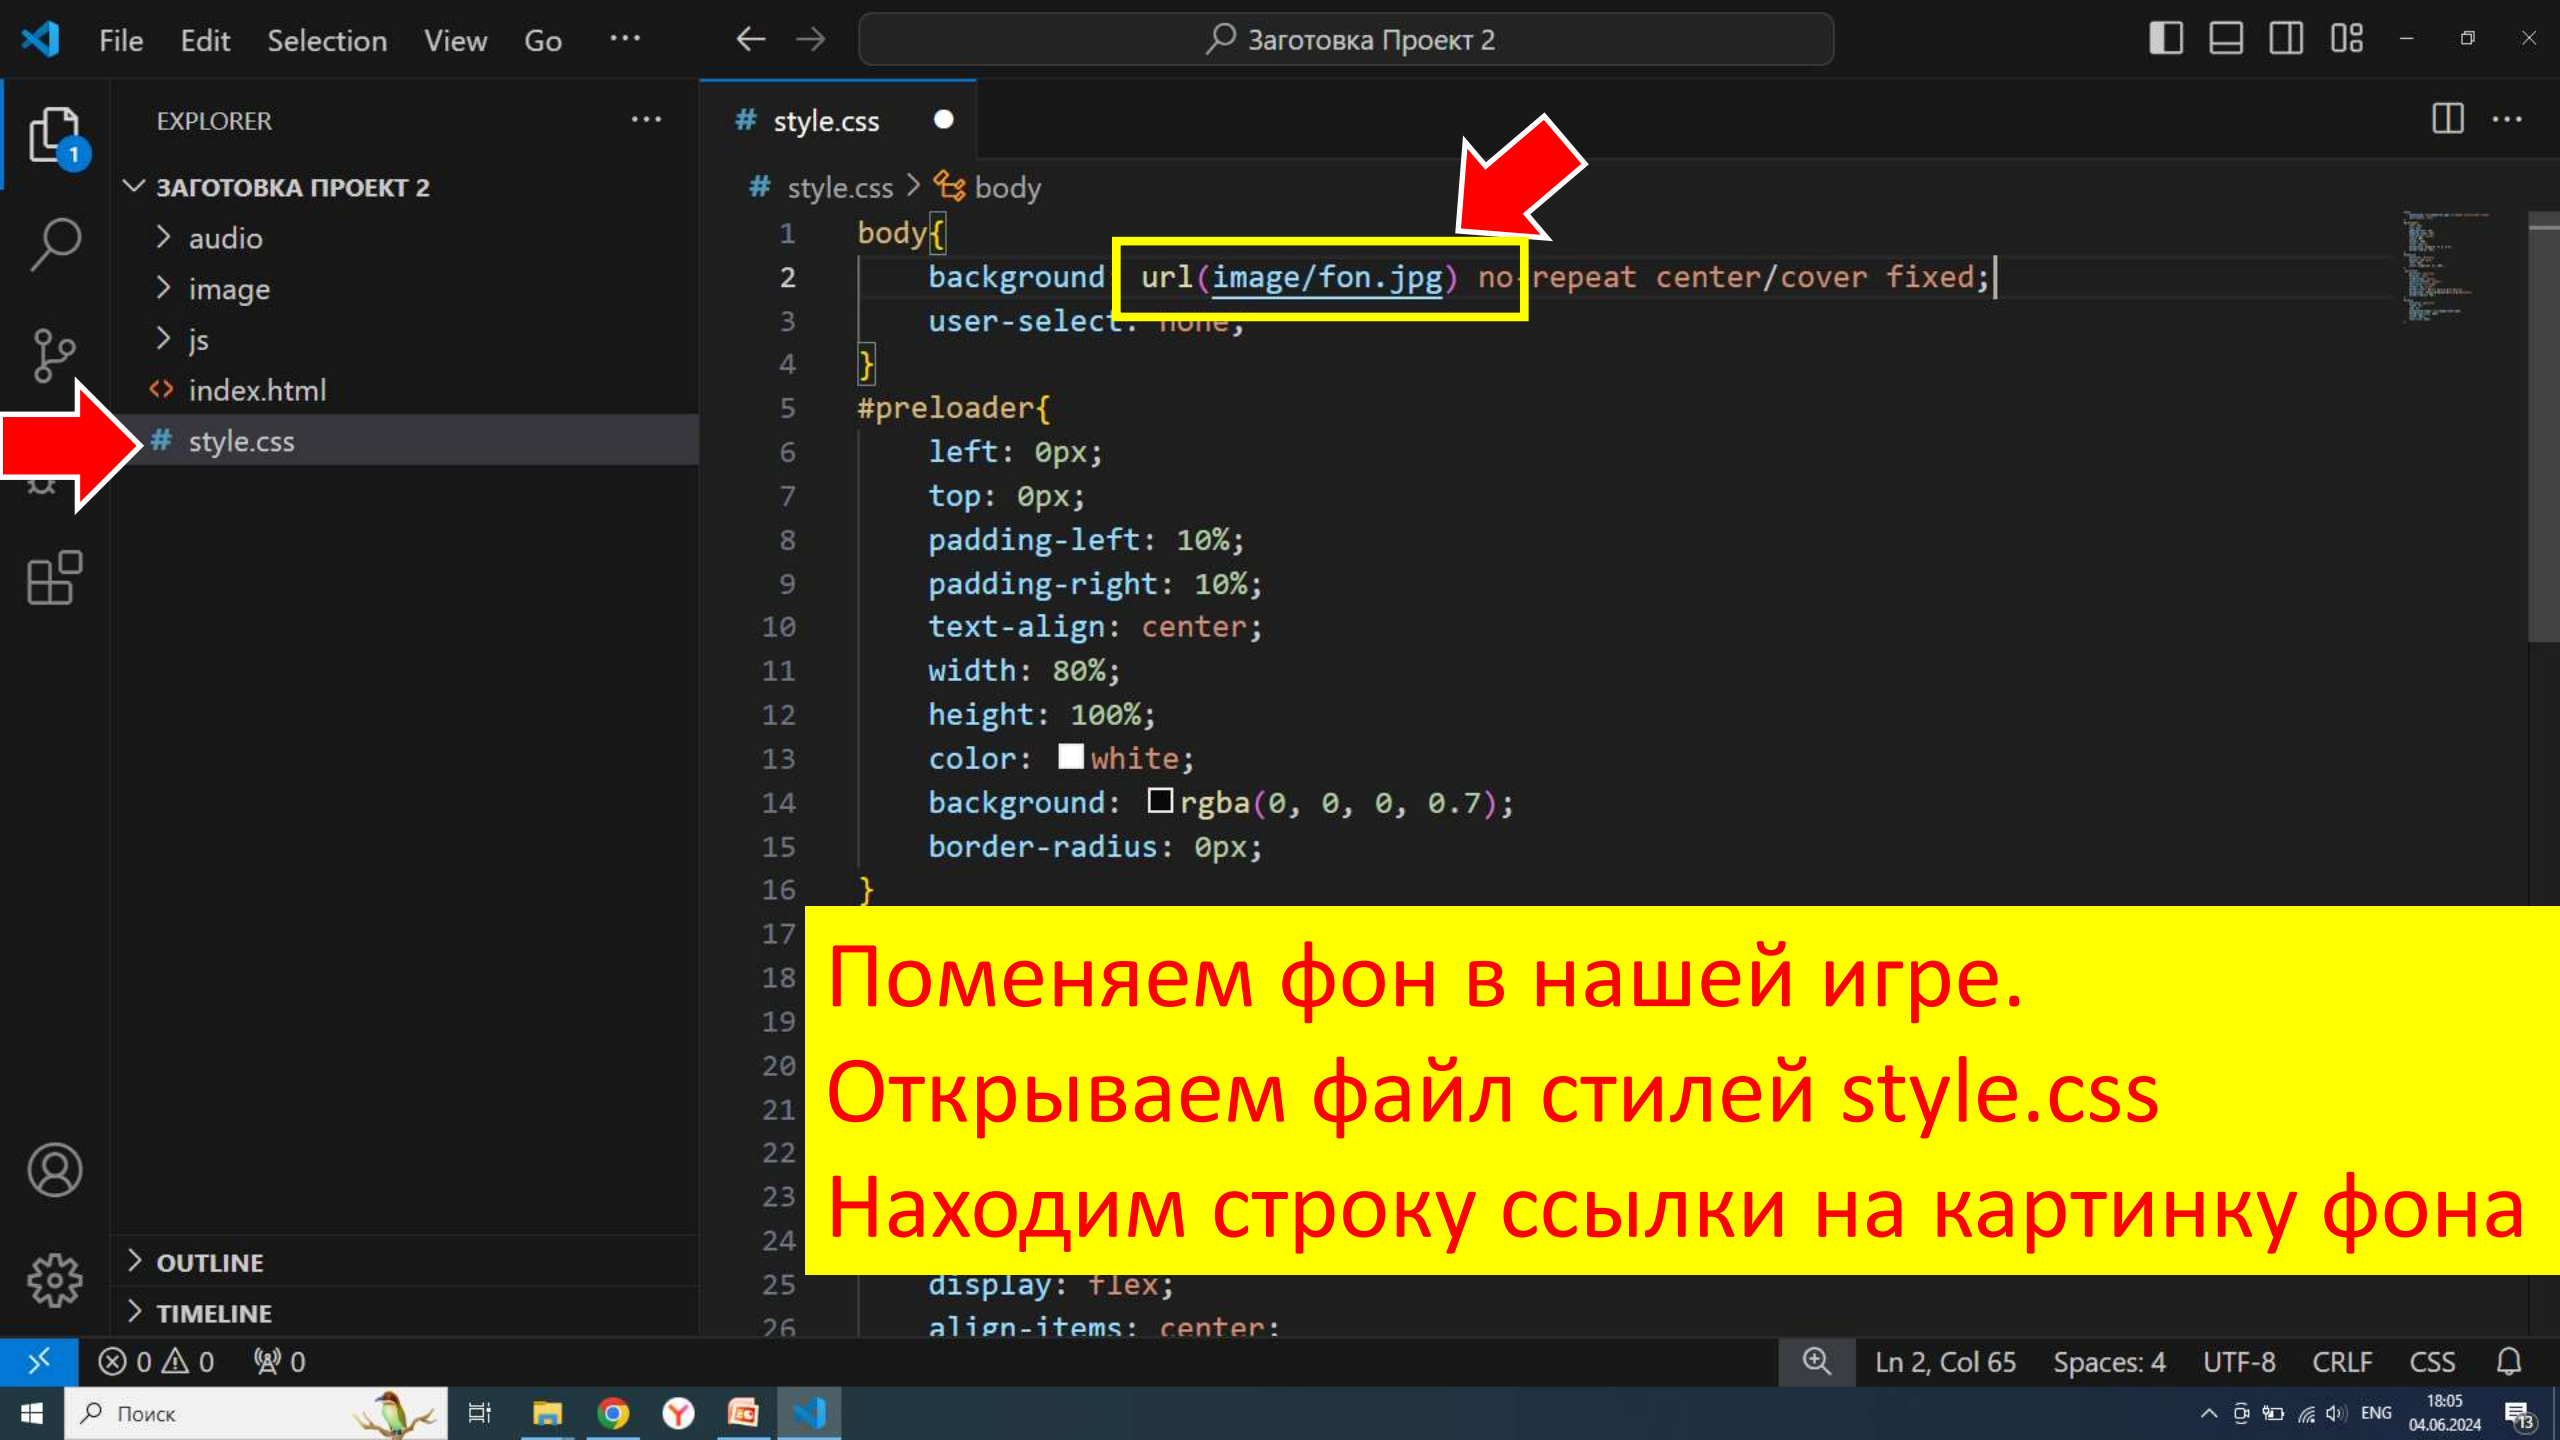 File Edit Selection View Go ··· Заготовка Проект 2
EXPLORER ···
ЗАГОТОВКА ПРОЕКТ 2
audio
image
js
index.html
# style.css
OUTLINE
TIMELINE
# style.css
# style.css > body
1 body{
2 background url(image/fon.jpg) no-repeat center/cover fixed;
3 user-select: none;
4 }
5 #preloader{
6 left: 0px;
7 top: 0px;
8 padding-left: 10%;
9 padding-right: 10%;
10 text-align: center;
11 width: 80%;
12 height: 100%;
13 color: white;
14 background: rgba(0, 0, 0, 0.7);
15 border-radius: 0px;
16 }
17
18
19
20
21
22
23
24
25 display: flex;
26 align-items: center;
Поменяем фон в нашей игре.
Открываем файл стилей style.css
Находим строку ссылки на картинку фона
1
0 0 0 Ln 2, Col 65 Spaces: 4 UTF-8 CRLF CSS
Поиск ENG 18:05
04.06.2024 13